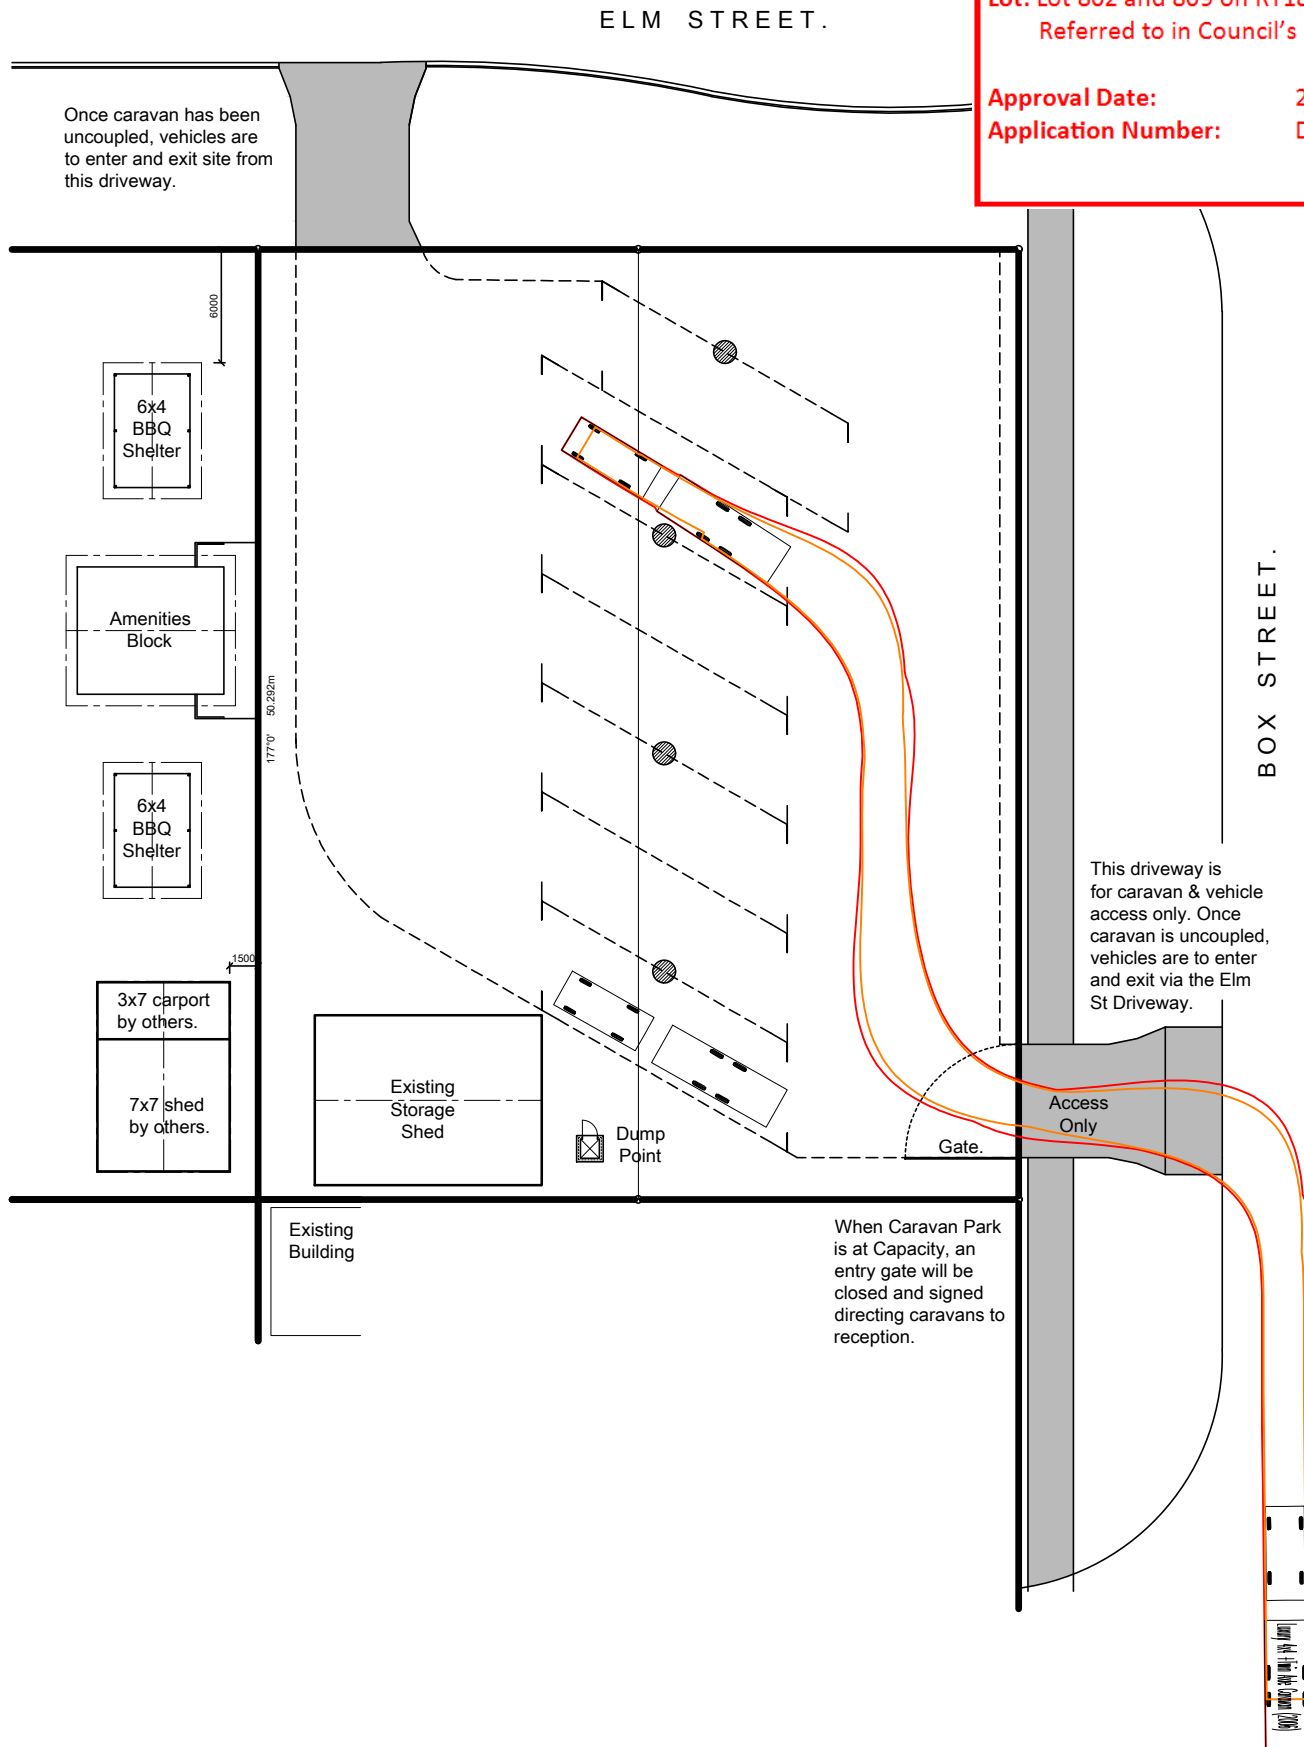 ELM STREET.
Referred to in Council's
Approval Date:
Application Number:
Once caravan has been
uncoupled, vehicles are
to enter and exit site from
this driveway.
6000
6x4
BBQ
Shelter
Amenities
Block
177°0' 50.292m
6x4
BBQ
Shelter
BOX STREET.
This driveway is
for caravan & vehicle
access only. Once
caravan is uncoupled,
vehicles are to enter
and exit via the Elm
St Driveway.
1500
3x7 carport
by others.
7x7 shed
by others.
Existing
Storage
Shed
Dump
Point
Access
Only
Gate.
Existing
Building
When Caravan Park
is at Capacity, an
entry gate will be
closed and signed
directing caravans to
reception.